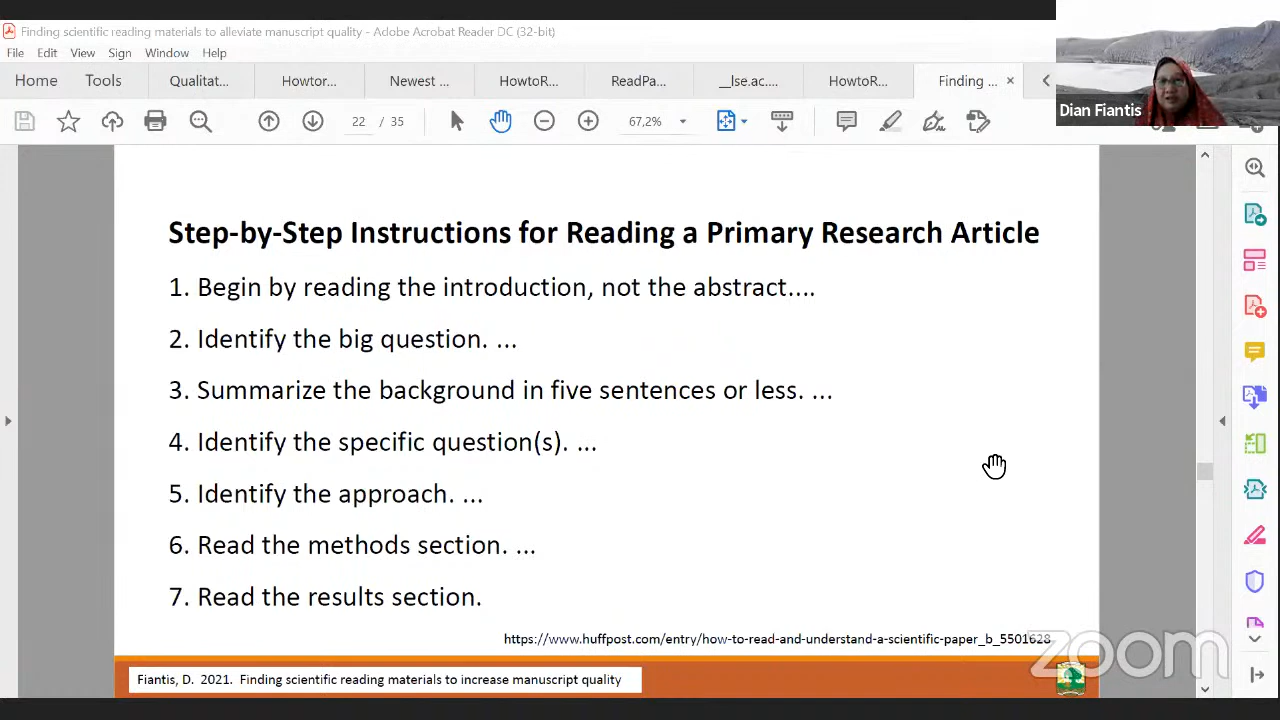 Finding scientific reading materials to alleviate manuscript quality - Adobe Acrobat Reader DC (32-bit)
File Edit View Sign Window Help
Home Tools Qualitat... Howtor... Newest ... HowtoR... ReadPa... __lse.ac.... HowtoR... Finding ... ×
Dian Fiantis
22 / 35 67,2%
Step-by-Step Instructions for Reading a Primary Research Article
1. Begin by reading the introduction, not the abstract....
2. Identify the big question. ...
3. Summarize the background in five sentences or less. ...
4. Identify the specific question(s). ...
5. Identify the approach. ...
6. Read the methods section. ...
7. Read the results section.
https://www.huffpost.com/entry/how-to-read-and-understand-a-scientific-paper_b_5501628
zoom
Fiantis, D. 2021. Finding scientific reading materials to increase manuscript quality